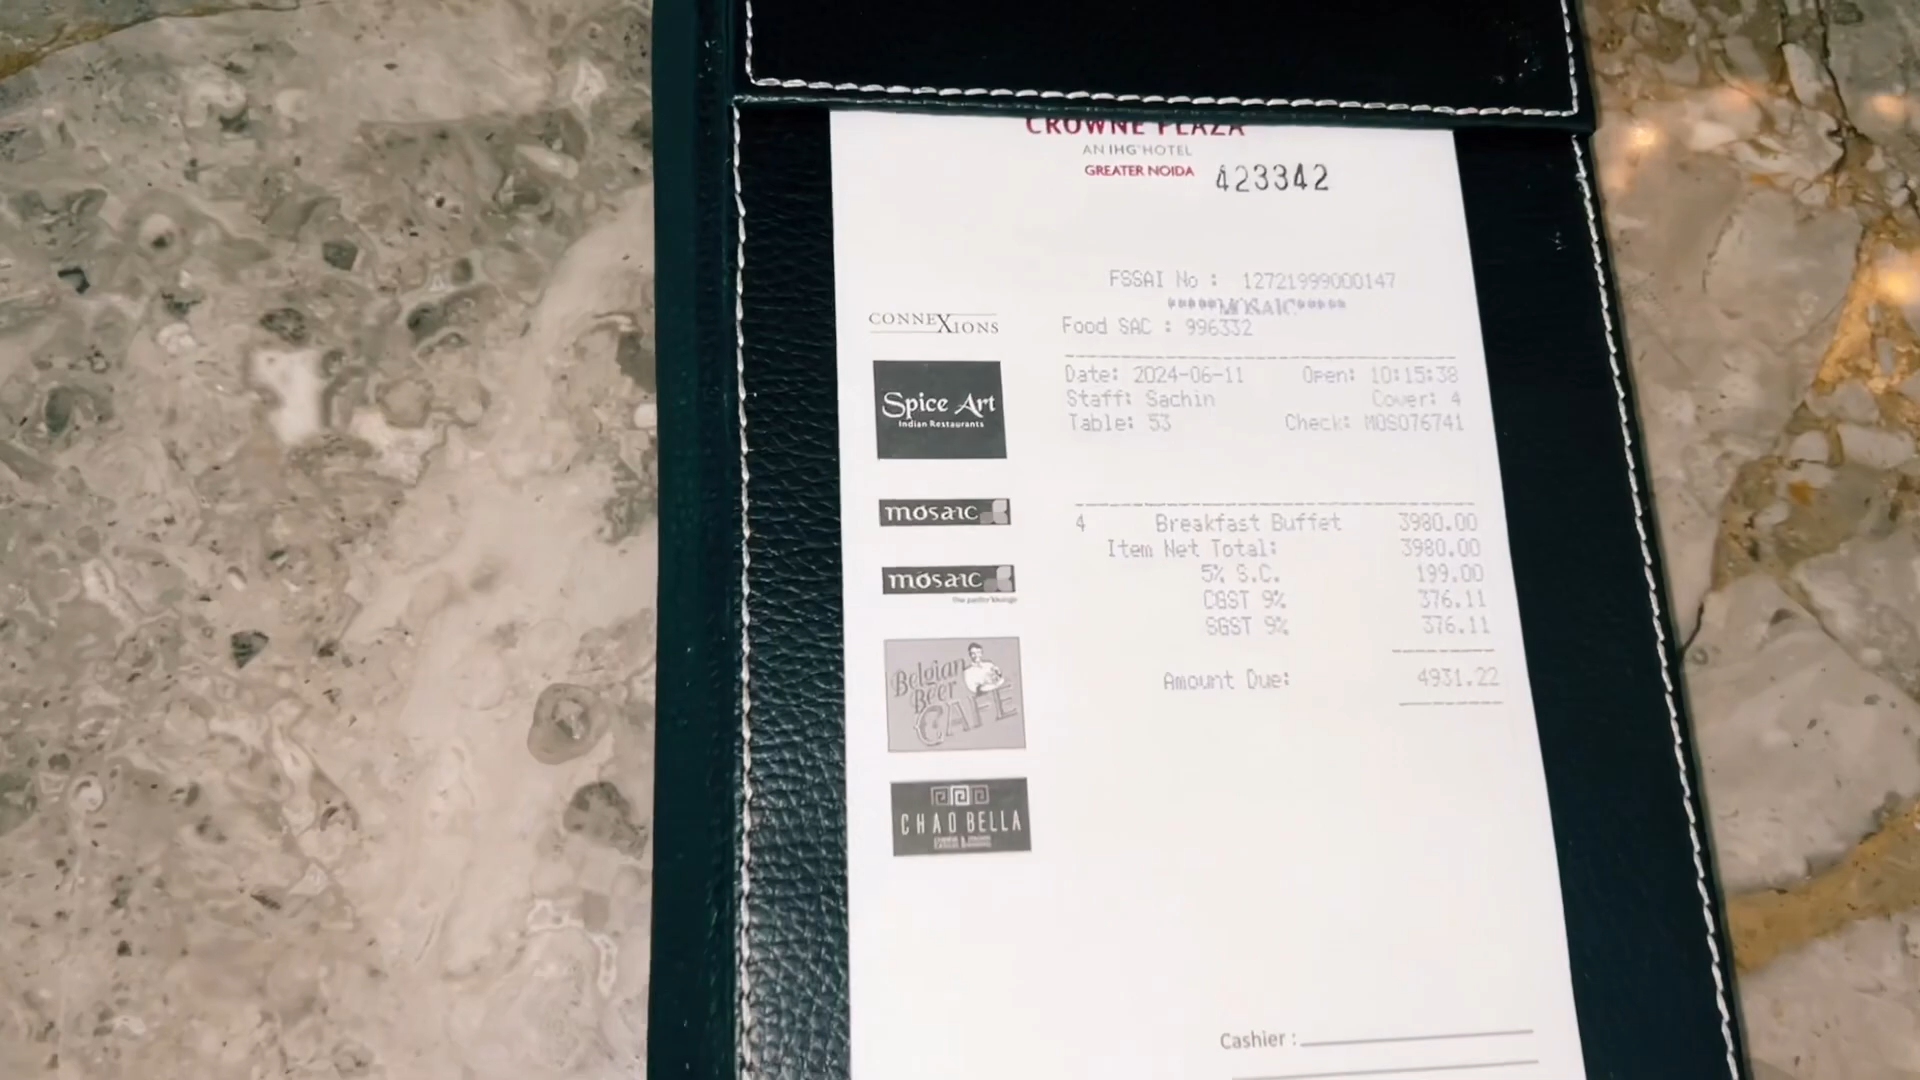 CROWNE PLAZA
AN IHG® HOTEL
GREATER NOIDA 423342
FSSAI No : 12721999000147
*****MOSAIC*****
Food SAC : 996332
Date: 2024-06-11 Open: 10:15:38
Staff: Sachin Cover: 4
Table: 53 Check: MOS076741
4 Breakfast Buffet 3980.00
Item Net Total: 3980.00
5% S.C. 199.00
CGST 9% 376.11
SGST 9% 376.11
Amount Due: 4931.22
CONNEXIONS
Spice Art
Indian Restaurants
mosaic
mosaic
The pastry lounge
Belgian
Beer
CAFE
CHAO BELLA
Cashier :